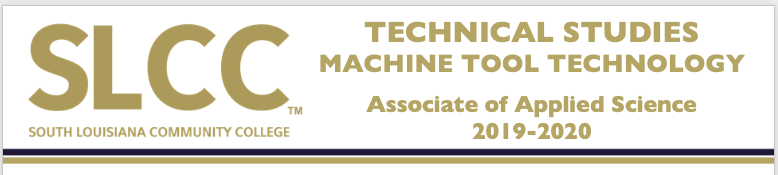 SLCC™
SOUTH LOUISIANA COMMUNITY COLLEGE
TECHNICAL STUDIES
MACHINE TOOL TECHNOLOGY
Associate of Applied Science
2019-2020